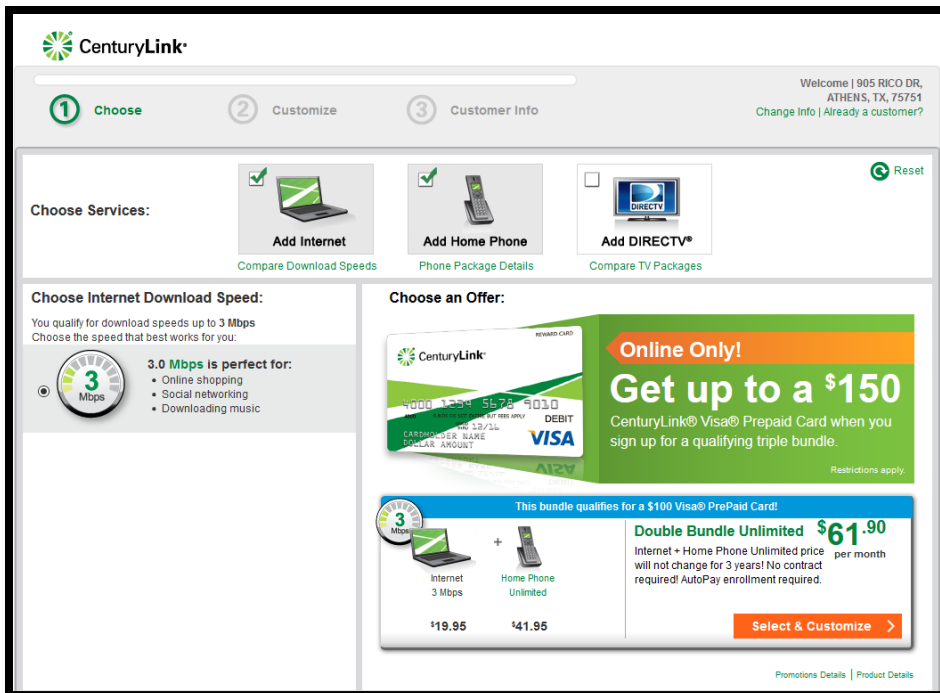 CenturyLink
1 Choose
2 Customize
3 Customer Info
Welcome | 905 RICO DR,
ATHENS, TX, 75751
Change Info | Already a customer?
Choose Services:
Add Internet
Compare Download Speeds
Add Home Phone
Phone Package Details
DIRECTV
Add DIRECTV®
Compare TV Packages
Reset
Choose Internet Download Speed:
You qualify for download speeds up to 3 Mbps
Choose the speed that best works for you:
3
Mbps
3.0 Mbps is perfect for:
• Online shopping
• Social networking
• Downloading music
Choose an Offer:
REWARD CARD
CenturyLink
4000 1234 5678 9010
DEBIT
12/16
CARDHOLDER NAME
DOLLAR AMOUNT
VISA
Online Only!
Get up to a $150
CenturyLink® Visa® Prepaid Card when you
sign up for a qualifying triple bundle.
Restrictions apply.
This bundle qualifies for a $100 Visa® PrePaid Card!
3
Mbps
+
Internet
3 Mbps
$19.95
Home Phone
Unlimited
$41.95
Double Bundle Unlimited
$61.90
per month
Internet + Home Phone Unlimited price
will not change for 3 years! No contract
required! AutoPay enrollment required.
Select & Customize
Promotions Details | Product Details